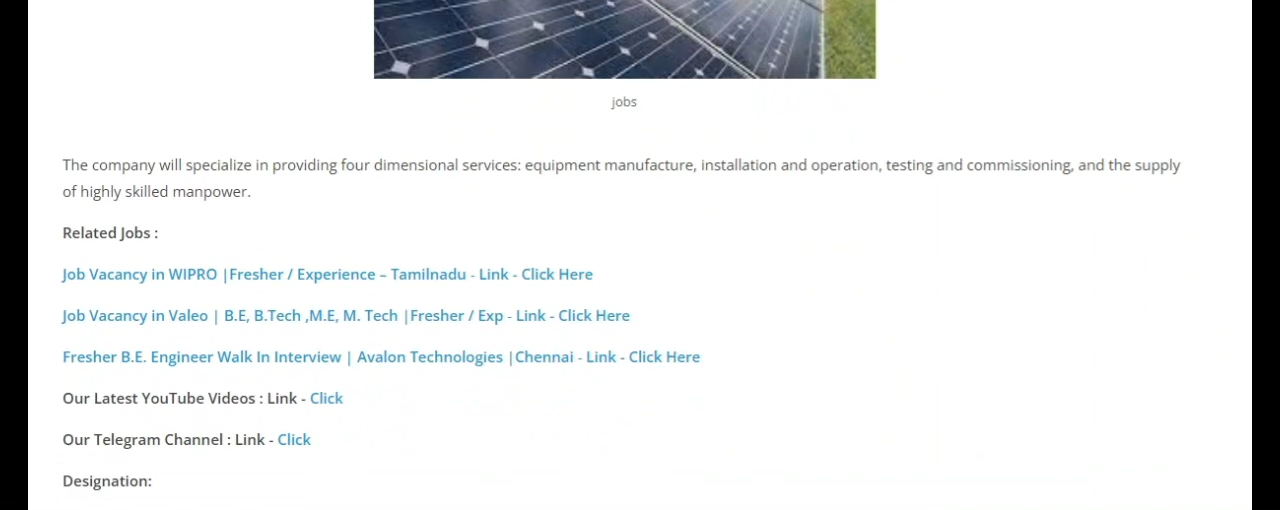 jobs
The company will specialize in providing four dimensional services: equipment manufacture, installation and operation, testing and commissioning, and the supply
of highly skilled manpower.
Related Jobs :
Job Vacancy in WIPRO |Fresher / Experience – Tamilnadu - Link - Click Here
Job Vacancy in Valeo | B.E, B.Tech ,M.E, M. Tech |Fresher / Exp - Link - Click Here
Fresher B.E. Engineer Walk In Interview | Avalon Technologies |Chennai - Link - Click Here
Our Latest YouTube Videos : Link - Click
Our Telegram Channel : Link - Click
Designation: